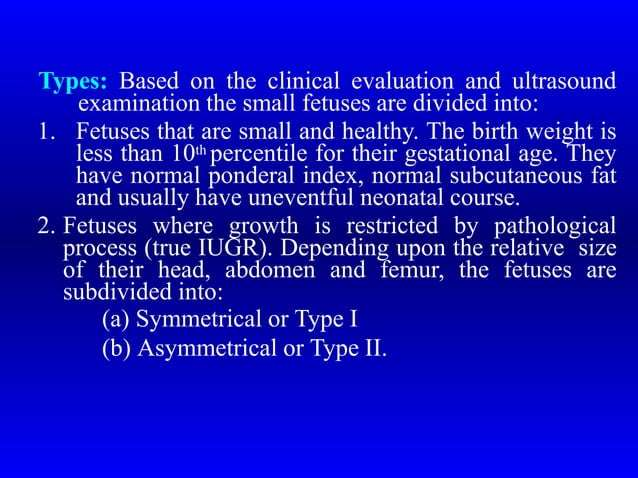 Types: Based on the clinical evaluation and ultrasound
examination the small fetuses are divided into:
1. Fetuses that are small and healthy. The birth weight is
less than 10th percentile for their gestational age. They
have normal ponderal index, normal subcutaneous fat
and usually have uneventful neonatal course.
2. Fetuses where growth is restricted by pathological
process (true IUGR). Depending upon the relative size
of their head, abdomen and femur, the fetuses are
subdivided into:
(a) Symmetrical or Type I
(b) Asymmetrical or Type II.